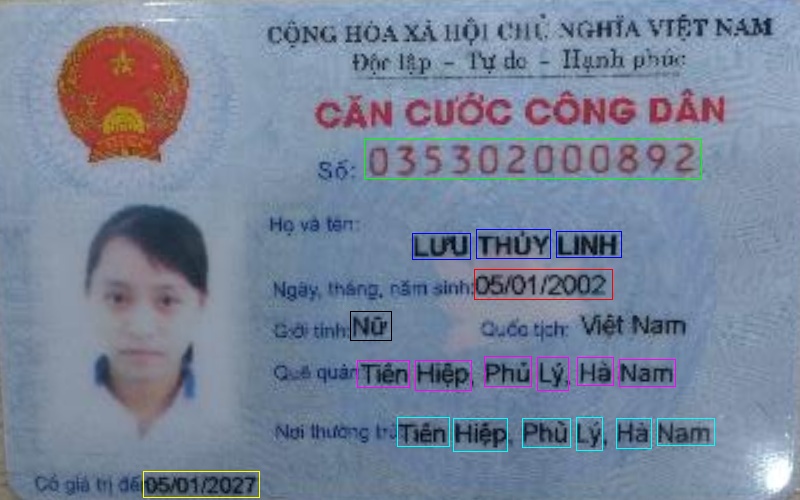 CỘNG HÒA XÃ HỘI CHỦ NGHĨA VIỆT NAM
Độc lập - Tự do - Hạnh phúc
CĂN CƯỚC CÔNG DÂN
Số: 035302000892
Họ và tên:
LƯU THÚY LINH
Ngày, tháng, năm sinh: 05/01/2002
Giới tính: Nữ Quốc tịch: Việt Nam
Quê quán: Tiên Hiệp, Phủ Lý, Hà Nam
Nơi thường trú: Tiên Hiệp, Phủ Lý, Hà Nam
Có giá trị đến 05/01/2027